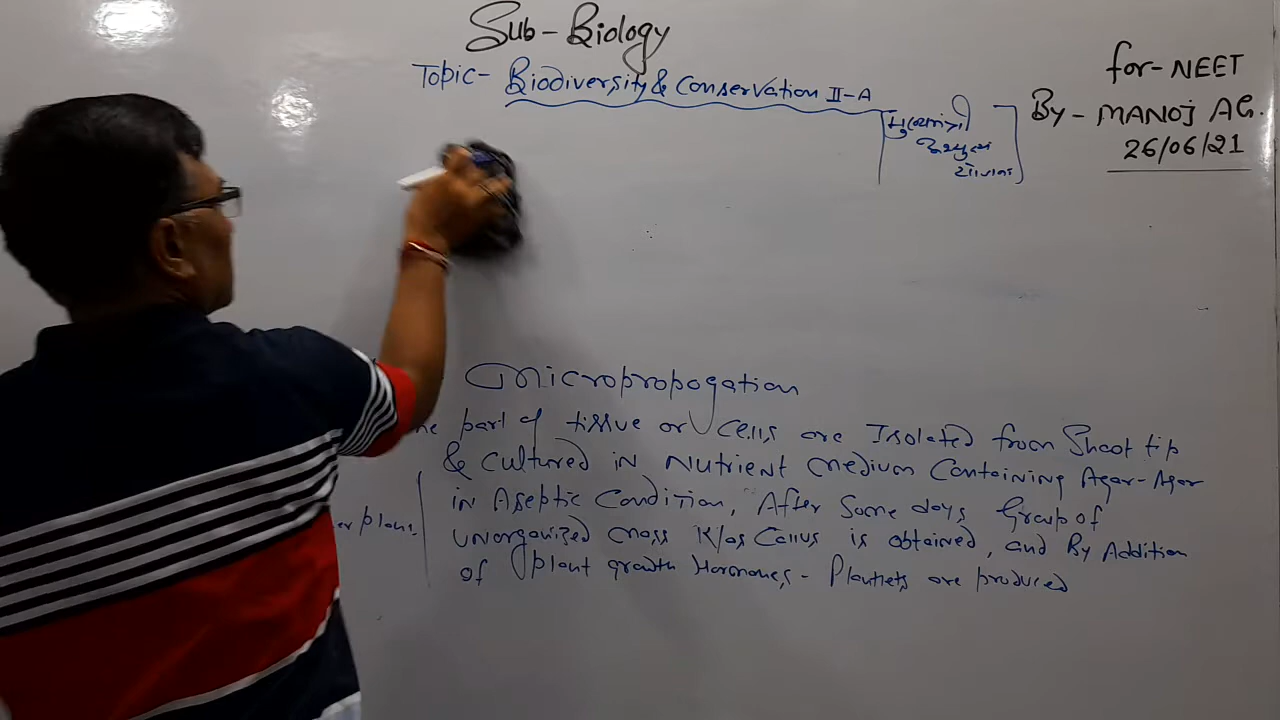 Sub - Biology
Topic - Biodiversity & Conservation II-A
for - NEET
By - MANOJ AG.
26/06/21
Micropropogation
part of tissue or cells are Isolated from Shoot tip
& cultured in Nutrient medium Containing Agar-Agar
in Aseptic Condition, After Some days Group of
unorganized mass K/as Callus is obtained, and By Addition
of plant growth Hormones - Plantlets are produced